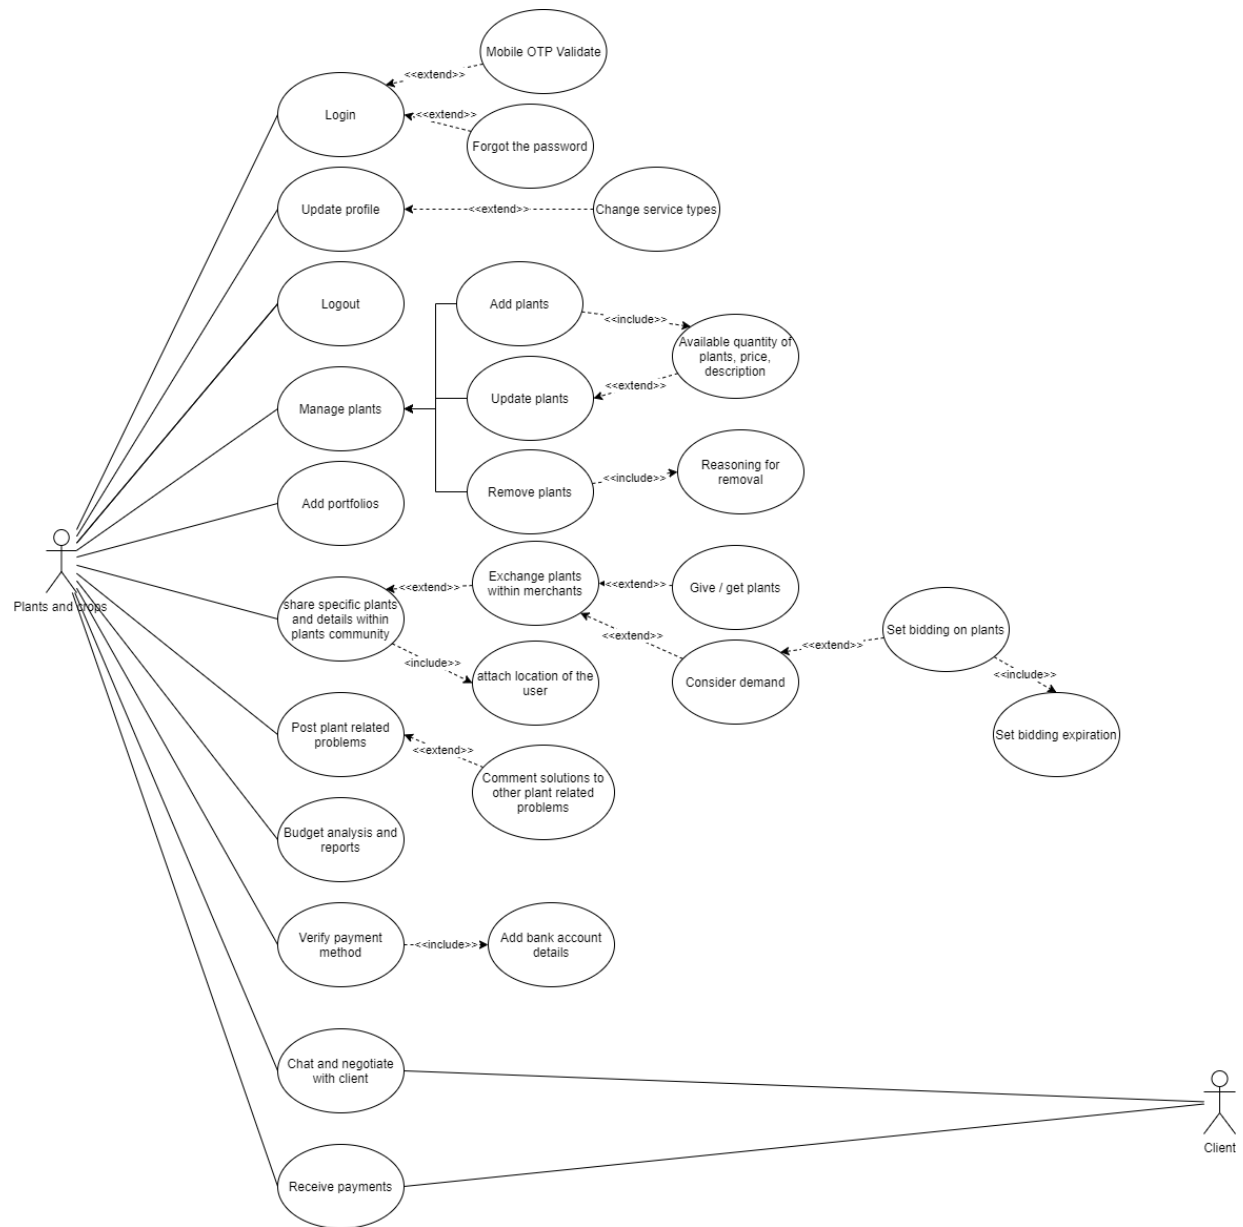 Mobile OTP Validate
<<extend>>
Login
<<extend>>
Forgot the password
Update profile
<<extend>>
Change service types
Logout
Add plants
<<include>>
Available quantity of
plants, price,
description
<<extend>>
Manage plants
Update plants
Reasoning for
removal
<<include>>
Remove plants
Add portfolios
Plants and crops
share specific plants
and details within
plants community
<<extend>>
Exchange plants
within merchants
<<extend>>
Give / get plants
<<extend>>
Consider demand
<<extend>>
Set bidding on plants
<<include>>
Set bidding expiration
<include>>
attach location of the
user
Post plant related
problems
<<extend>>
Comment solutions to
other plant related
problems
Budget analysis and
reports
Verify payment
method
<<include>>
Add bank account
details
Chat and negotiate
with client
Client
Receive payments